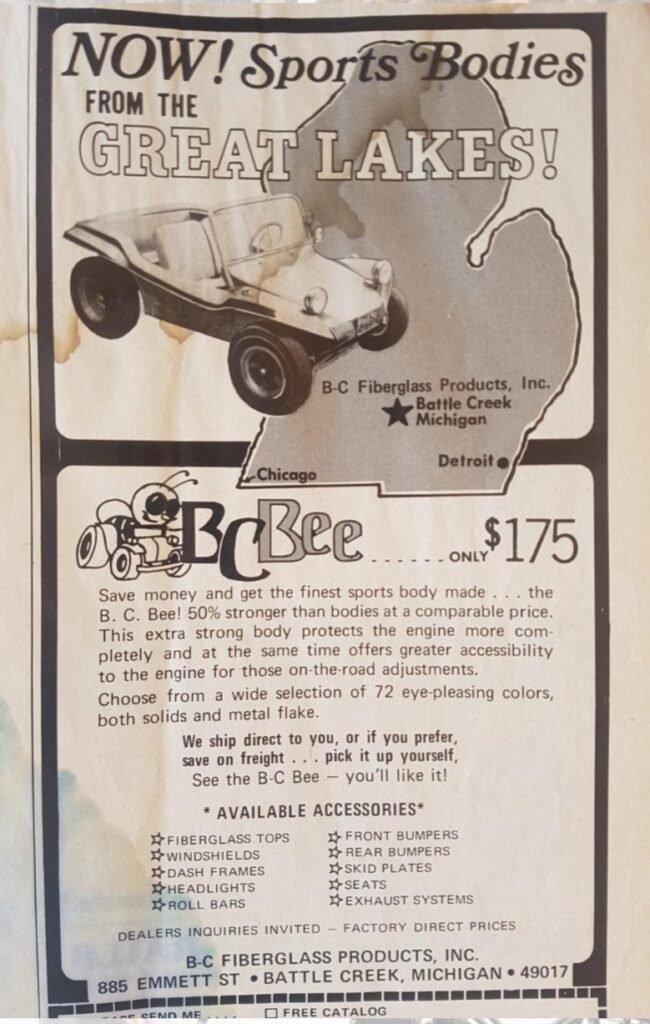 NOW! Sports Bodies
FROM THE
GREAT LAKES!
B-C Fiberglass Products, Inc.
Battle Creek
Michigan
Detroit
Chicago
BC Bee ...... ONLY $175
Save money and get the finest sports body made . . . the
B. C. Bee! 50% stronger than bodies at a comparable price.
This extra strong body protects the engine more com-
pletely and at the same time offers greater accessibility
to the engine for those on-the-road adjustments.
Choose from a wide selection of 72 eye-pleasing colors,
both solids and metal flake.
We ship direct to you, or if you prefer,
save on freight . . . pick it up yourself,
See the B-C Bee – you'll like it!
* AVAILABLE ACCESSORIES*
☆FIBERGLASS TOPS
☆WINDSHIELDS
☆DASH FRAMES
☆HEADLIGHTS
☆ROLL BARS
☆FRONT BUMPERS
☆REAR BUMPERS
☆SKID PLATES
☆SEATS
☆EXHAUST SYSTEMS
DEALERS INQUIRIES INVITED – FACTORY DIRECT PRICES
B-C FIBERGLASS PRODUCTS, INC.
885 EMMETT ST • BATTLE CREEK, MICHIGAN • 49017
SEND ME .... □ FREE CATALOG